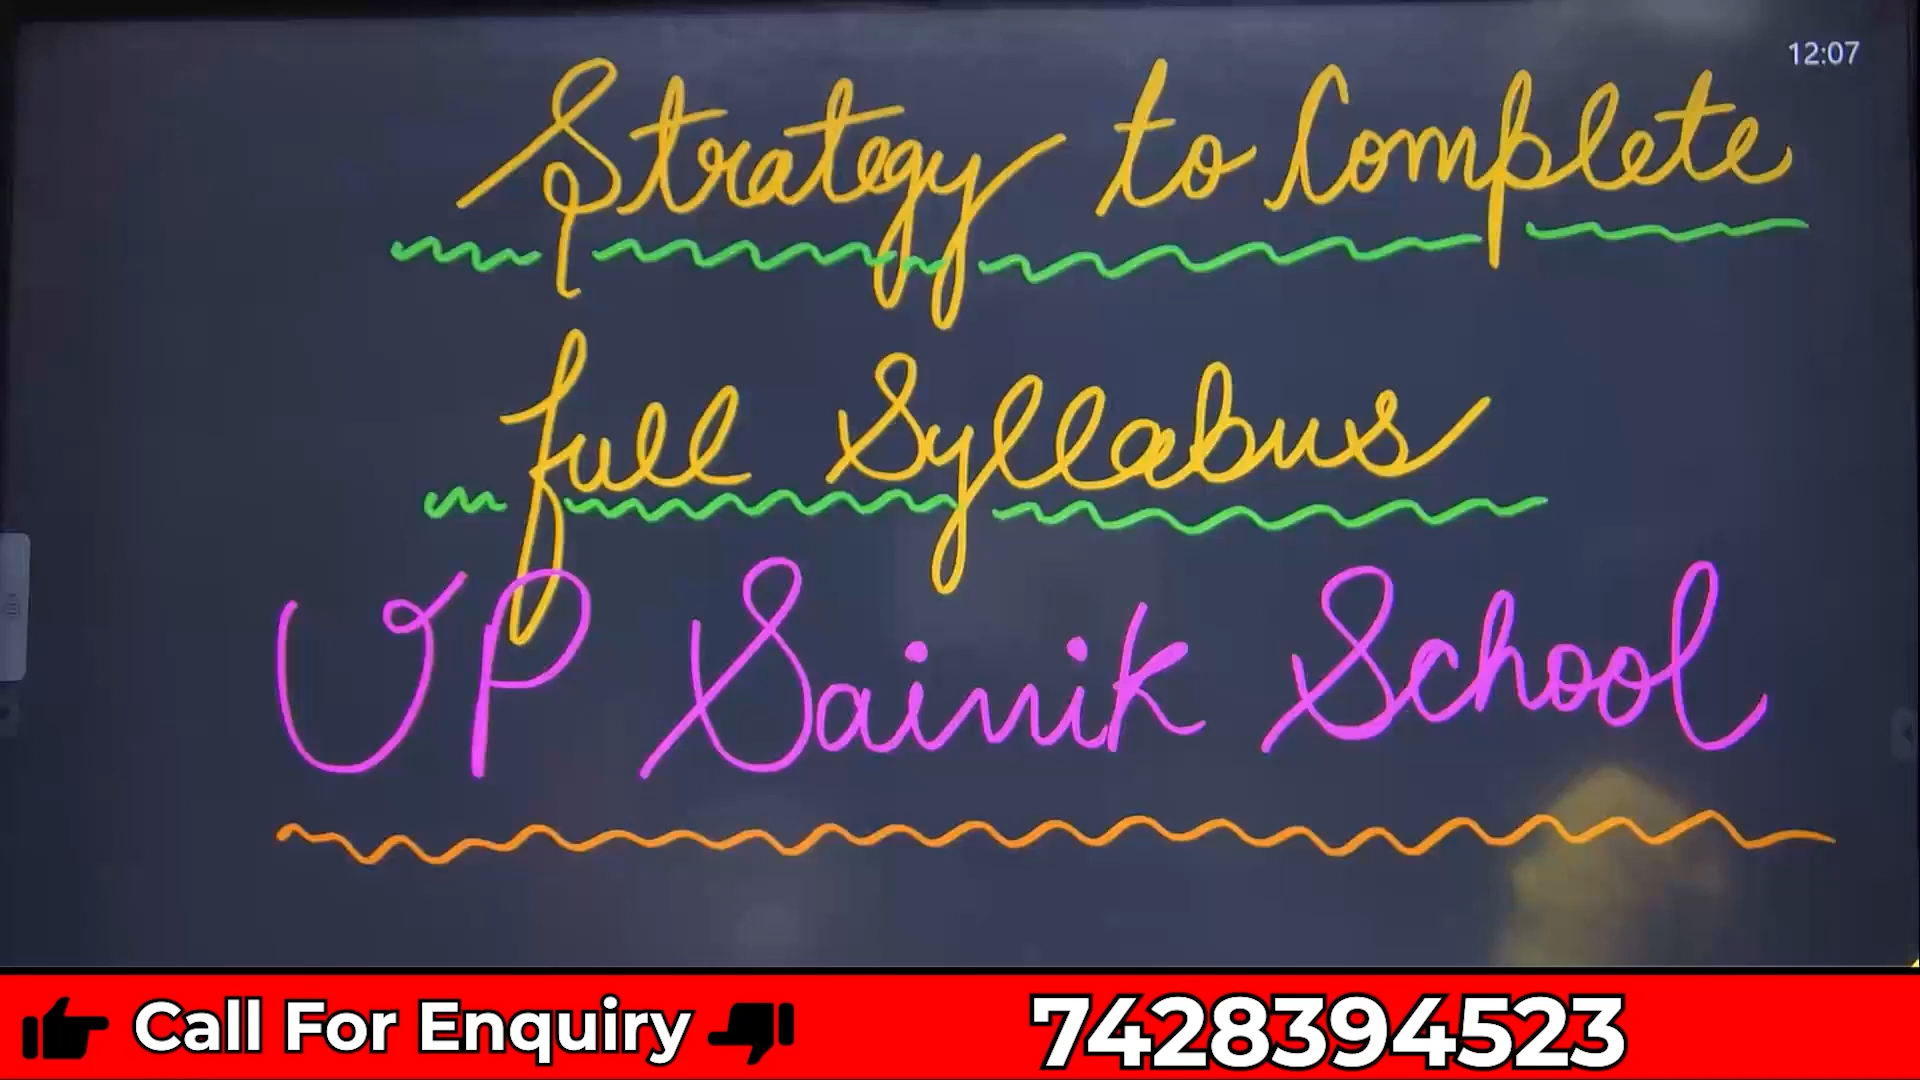 12:07
Strategy to Complete
full Syllabus
UP Sainik School
Call For Enquiry 7428394523